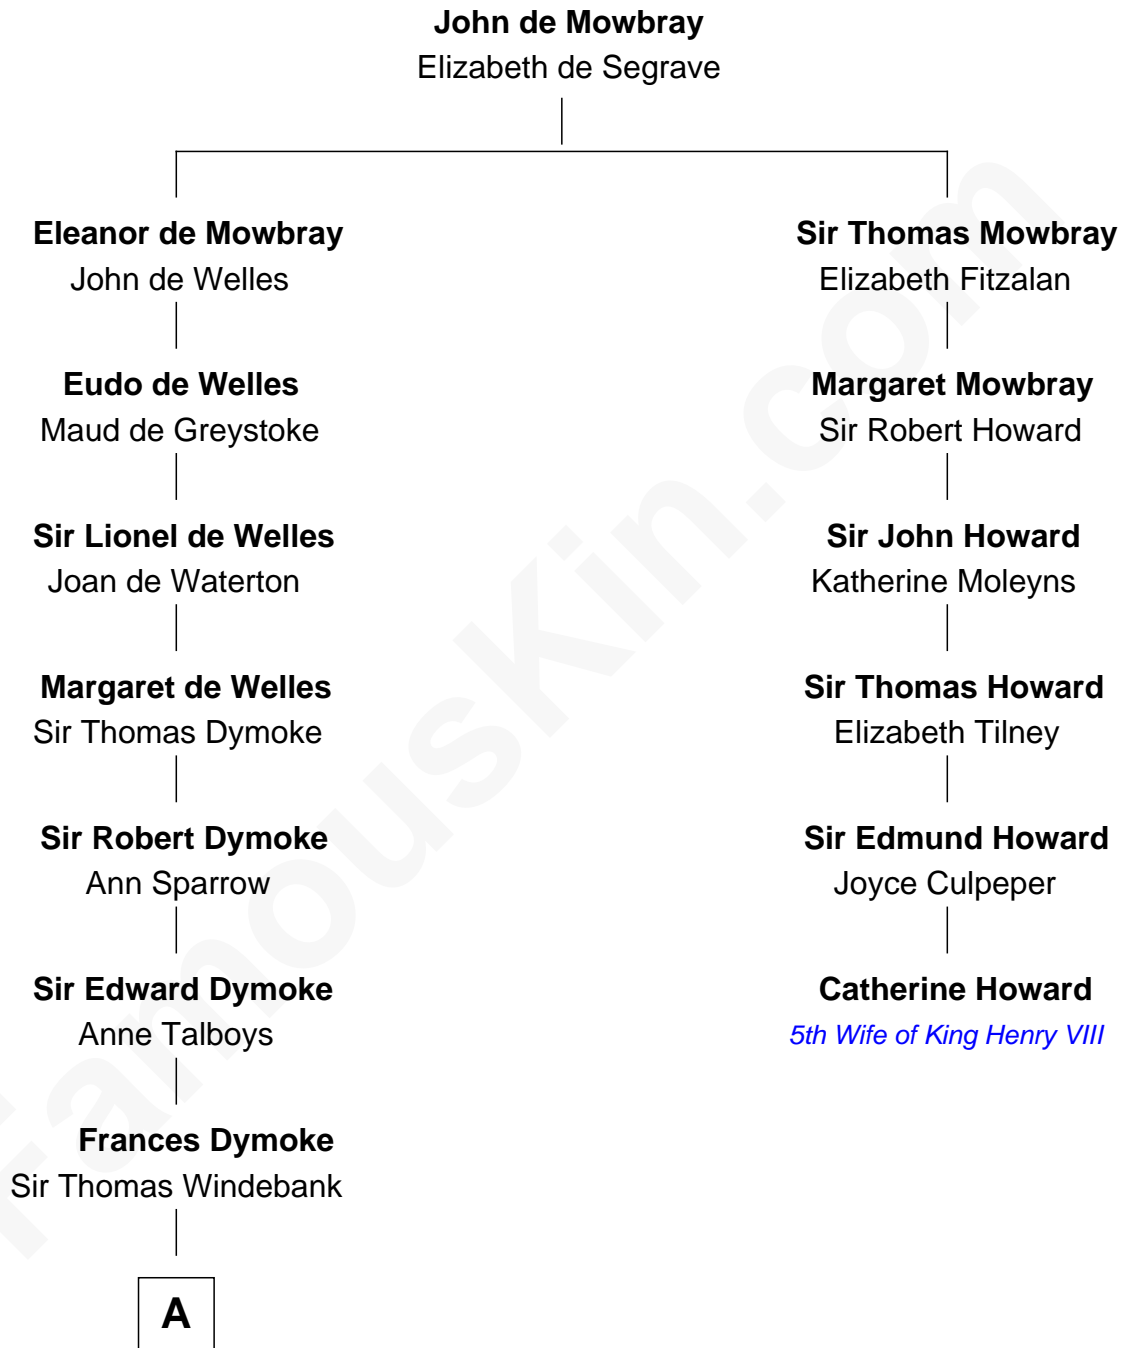 John de Mowbray
Elizabeth de Segrave
Eleanor de Mowbray
John de Welles
Sir Thomas Mowbray
Elizabeth Fitzalan
Eudo de Welles
Maud de Greystoke
Margaret Mowbray
Sir Robert Howard
Sir Lionel de Welles
Joan de Waterton
Sir John Howard
Katherine Moleyns
Margaret de Welles
Sir Thomas Dymoke
Sir Thomas Howard
Elizabeth Tilney
Sir Robert Dymoke
Ann Sparrow
Sir Edmund Howard
Joyce Culpeper
Sir Edward Dymoke
Anne Talboys
Catherine Howard
5th Wife of King Henry VIII
Frances Dymoke
Sir Thomas Windebank
A
FamousKin.com